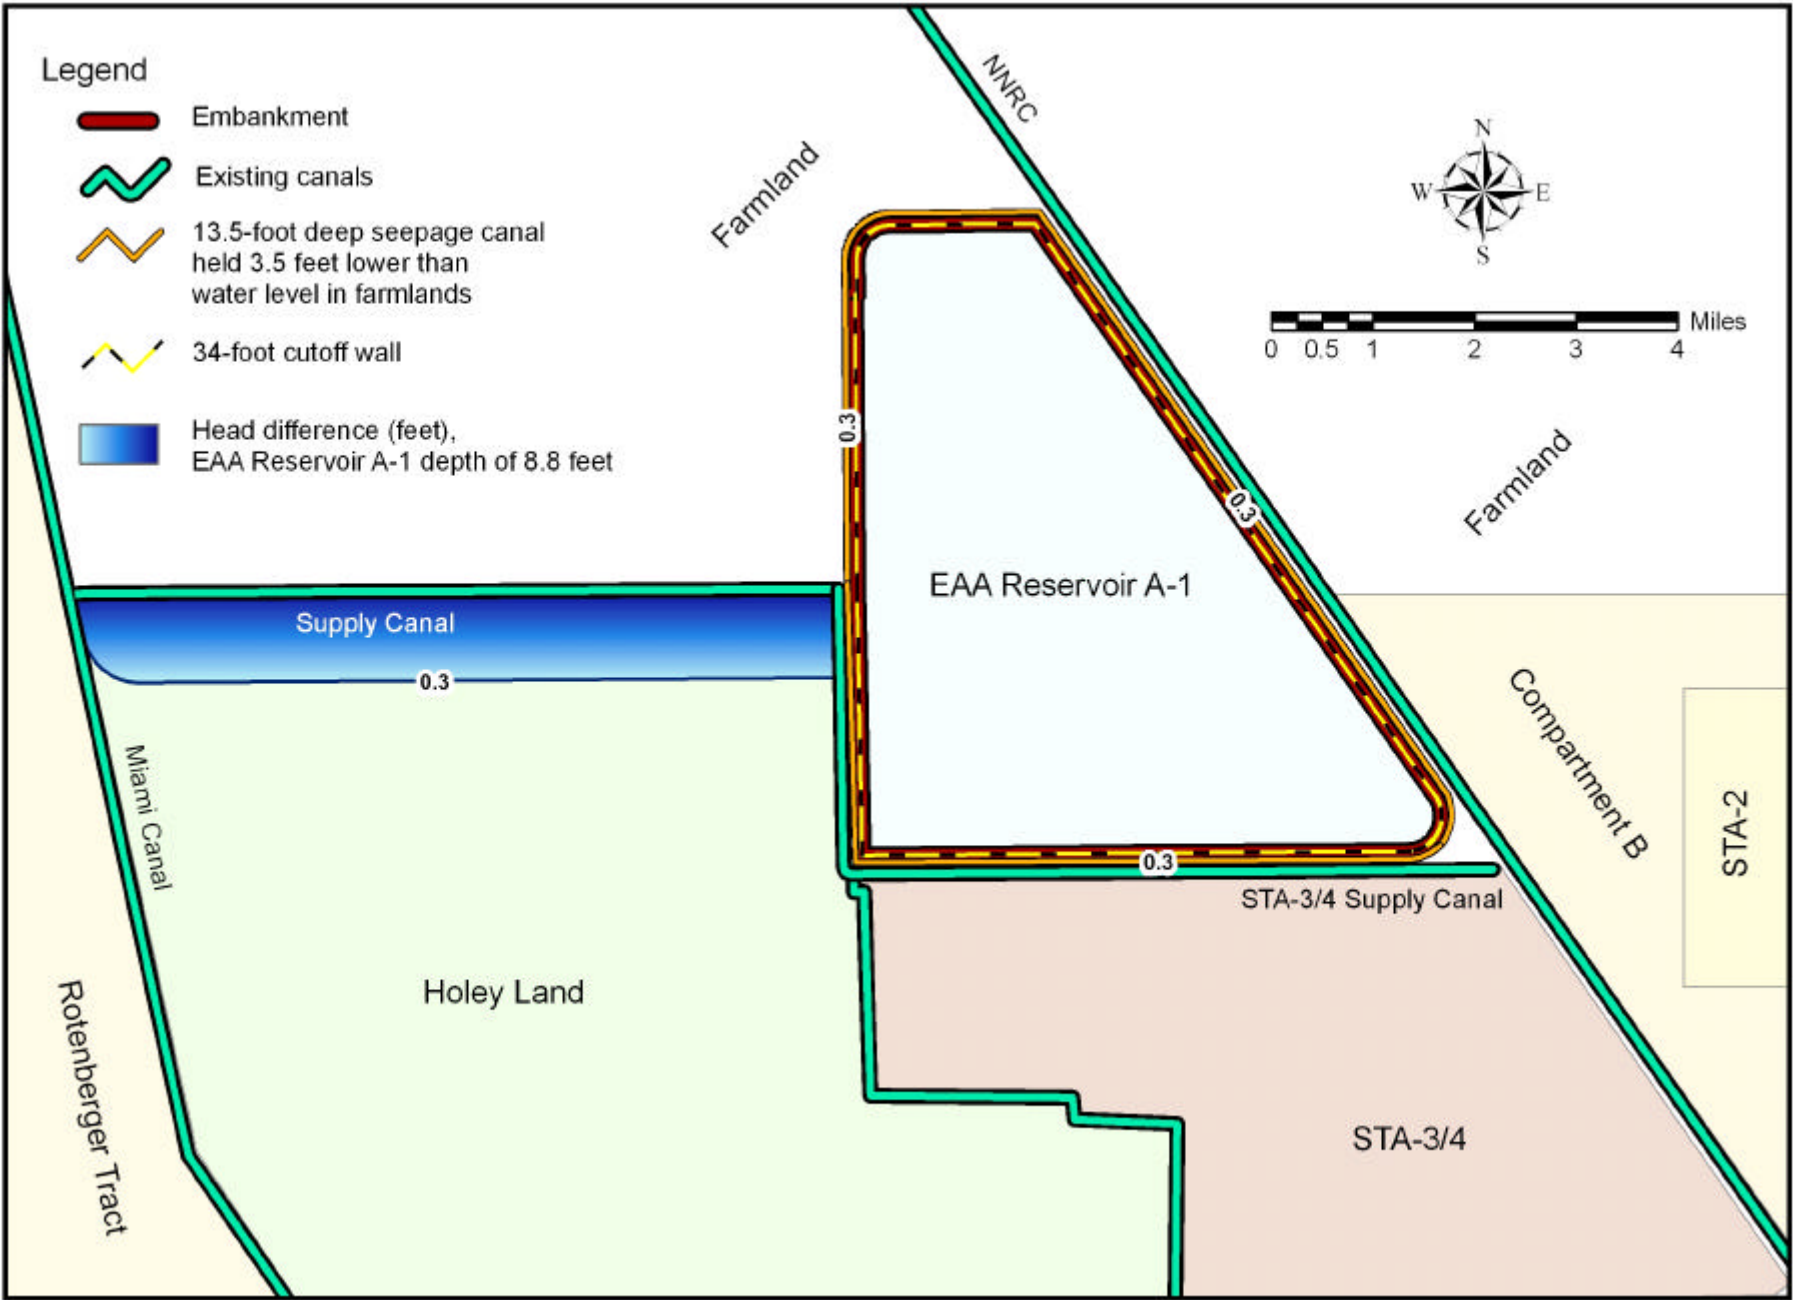 Legend
Embankment
Existing canals
13.5-foot deep seepage canal
held 3.5 feet lower than
water level in farmlands
34-foot cutoff wall
Head difference (feet),
EAA Reservoir A-1 depth of 8.8 feet
NNRC
Farmland
N
W
E
S
Miles
0 0.5 1 2 3 4
0.3
0.3
Farmland
EAA Reservoir A-1
Supply Canal
0.3
Compartment B
STA-2
Miami Canal
0.3
STA-3/4 Supply Canal
Holey Land
Rotenberger Tract
STA-3/4